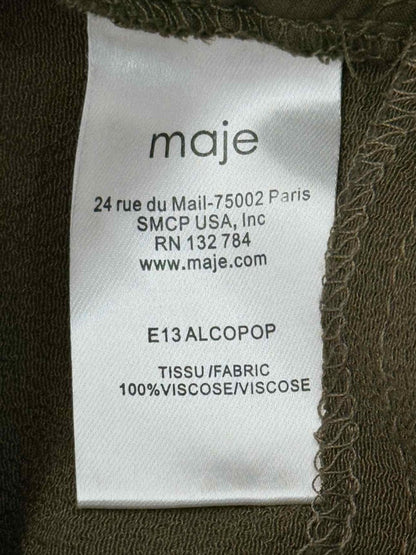 maje
24 rue du Mail-75002 Paris
SMCP USA, Inc
RN 132 784
www.maje.com
E13 ALCOPOP
TISSU/FABRIC
100%VISCOSE/VISCOSE